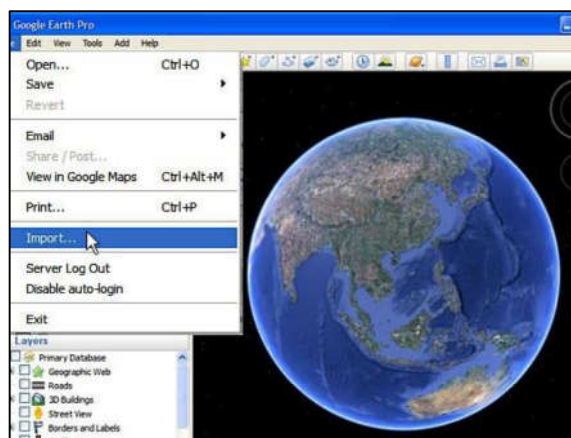 Google Earth Pro
Edit View Tools Add Help
Open... Ctrl+O
Save
Revert
Email
Share / Post...
View in Google Maps Ctrl+Alt+M
Print... Ctrl+P
Import...
Server Log Out
Disable auto-login
Exit
Layers
Primary Database
Geographic Web
Roads
3D Buildings
Street View
Borders and Labels